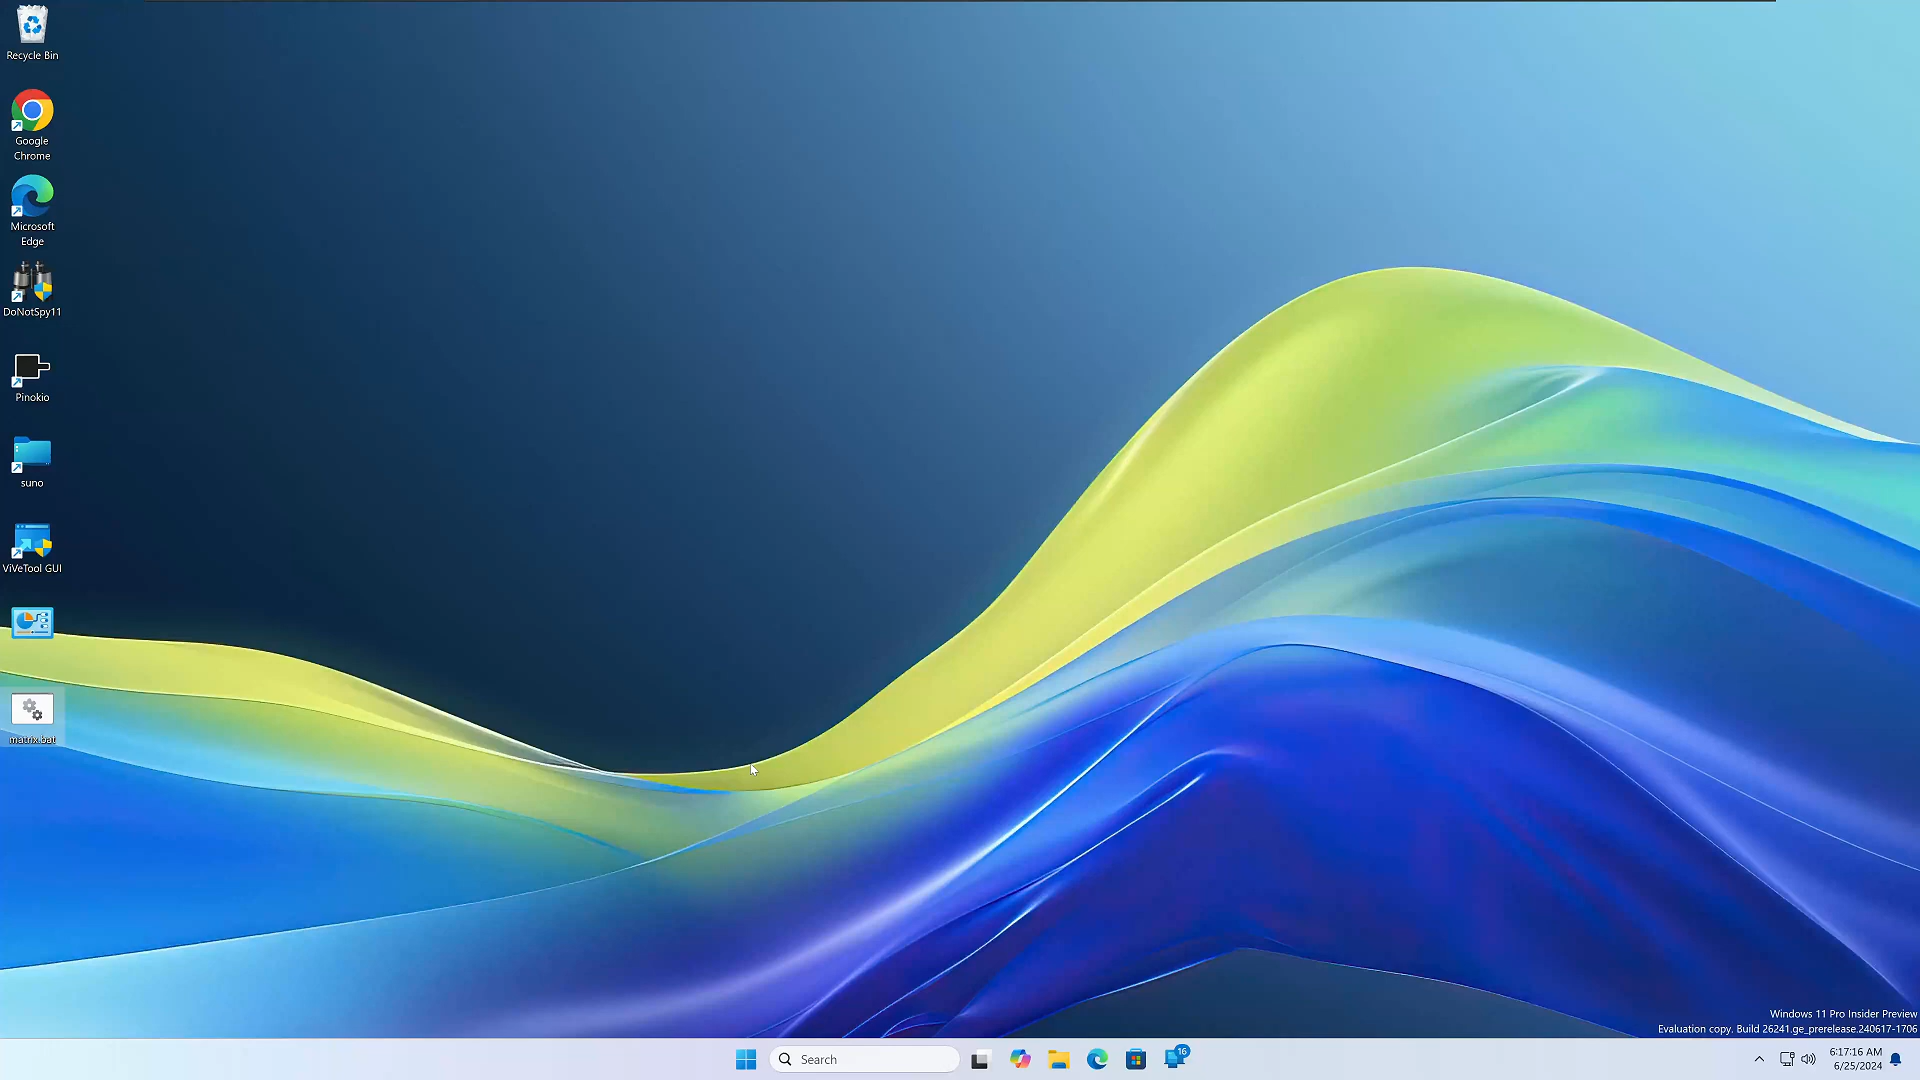 Recycle Bin
Google
Chrome
Microsoft
Edge
DoNotSpy11
Pinokio
suno
ViVeTool GUI
matrix.bat
Windows 11 Pro Insider Preview
Evaluation copy. Build 26241.ge_prerelease.240617-1706
Search
16
6:17:16 AM
6/25/2024